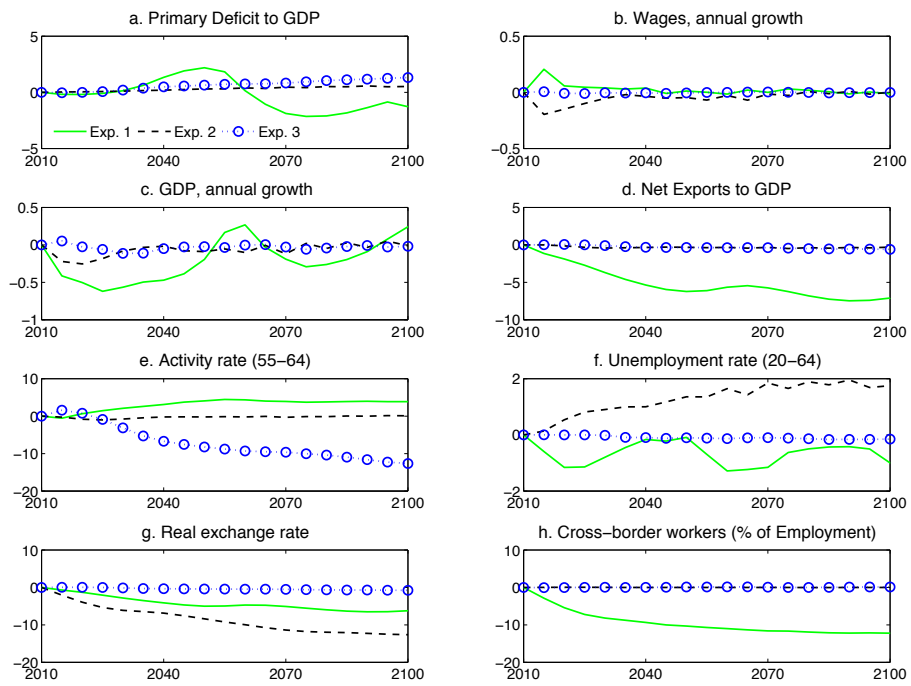 a. Primary Deficit to GDP
5
0
−5
2010 2040 2070 2100
Exp. 1 Exp. 2 Exp. 3
b. Wages, annual growth
0.5
0
−0.5
2010 2040 2070 2100
c. GDP, annual growth
0.5
0
−0.5
−1
2010 2040 2070 2100
d. Net Exports to GDP
5
0
−5
−10
2010 2040 2070 2100
e. Activity rate (55−64)
10
0
−10
−20
2010 2040 2070 2100
f. Unemployment rate (20−64)
2
0
−2
2010 2040 2070 2100
g. Real exchange rate
10
0
−10
−20
2010 2040 2070 2100
h. Cross−border workers (% of Employment)
10
0
−10
−20
2010 2040 2070 2100